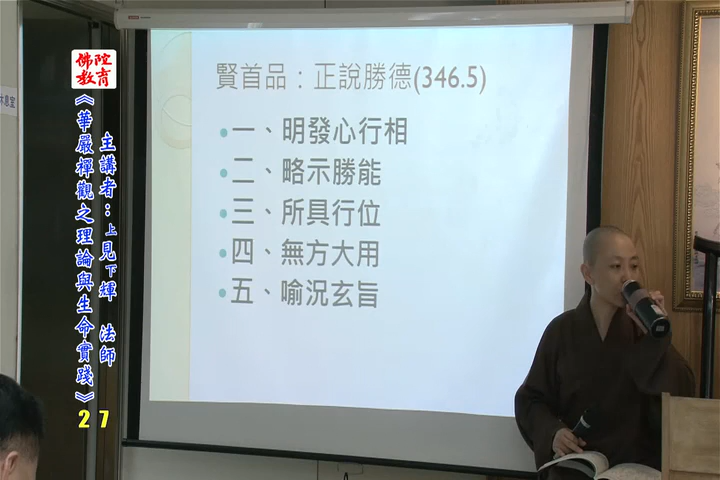 佛陀
教育
《華嚴禪觀之理論與生命實踐》
27
主講者：上見下輝 法師
休息室
賢首品：正說勝德(346.5)
一、明發心行相
二、略示勝能
三、所具行位
四、無方大用
五、喻況玄旨